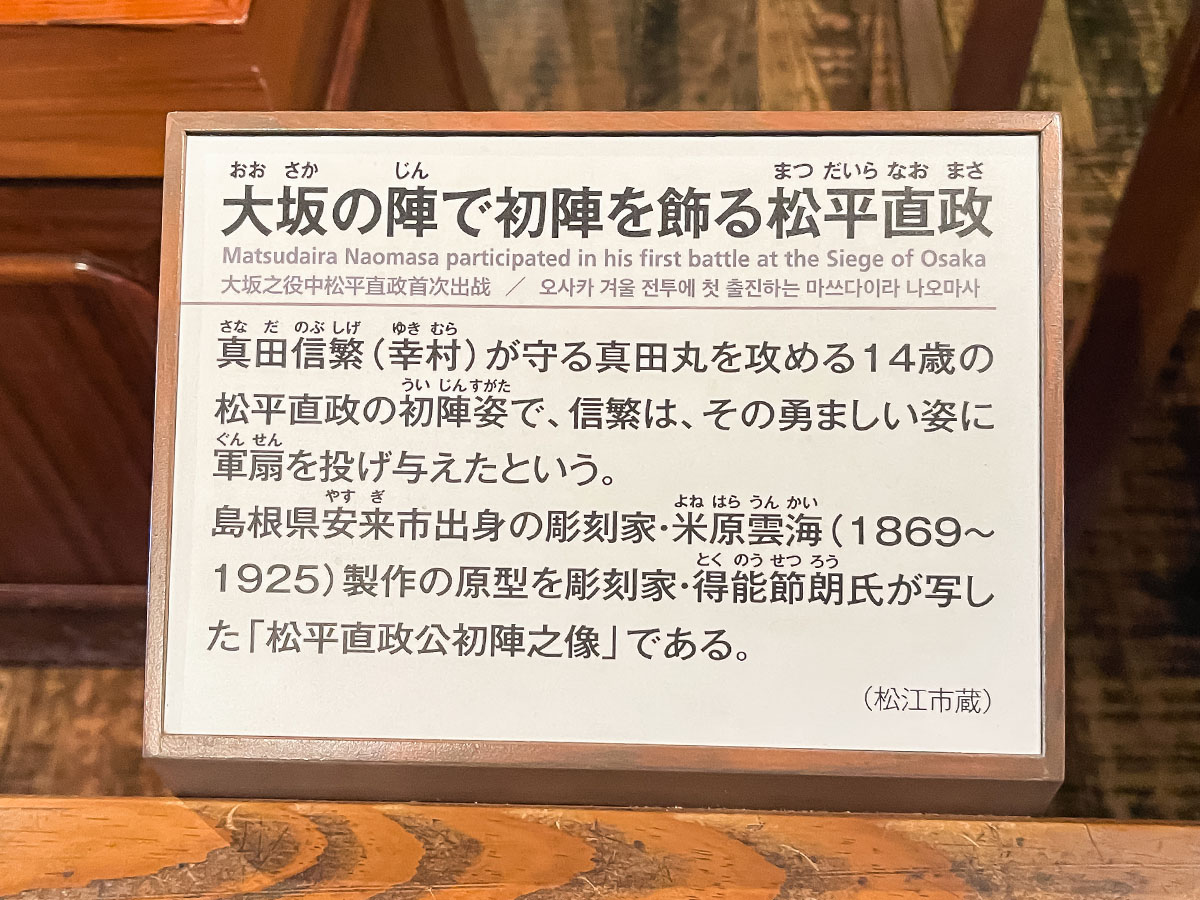 おお さか じん まつ だいら なお まさ
大坂の陣で初陣を飾る松平直政
Matsudaira Naomasa participated in his first battle at the Siege of Osaka
大坂之役中松平直政首次出战 ／ 오사카 겨울 전투에 첫 출진하는 마쓰다이라 나오마사
さな だ のぶ しげ ゆき むら
真田信繁（幸村）が守る真田丸を攻める14歳の
うい じん すがた
松平直政の初陣姿で、信繁は、その勇ましい姿に
ぐん せん
軍扇を投げ与えたという。
やす ぎ よね はら うん かい
島根県安来市出身の彫刻家・米原雲海（1869～
とく のう せつ ろう
1925）製作の原型を彫刻家・得能節朗氏が写し
た「松平直政公初陣之像」である。
（松江市蔵）